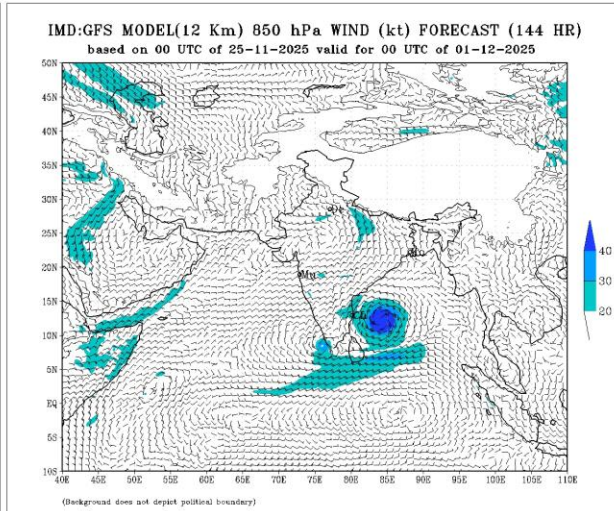 IMD:GFS MODEL(12 Km) 850 hPa WIND (kt) FORECAST (144 HR)
based on 00 UTC of 25-11-2025 valid for 00 UTC of 01-12-2025
50N
45N
40N
35N
30N
25N
20N
15N
10N
5N
EQ
5S
10S
40E 45E 50E 55E 60E 65E 70E 75E 80E 85E 90E 95E 100E 105E 110E
40
30
20
(Background does not depict political boundary)